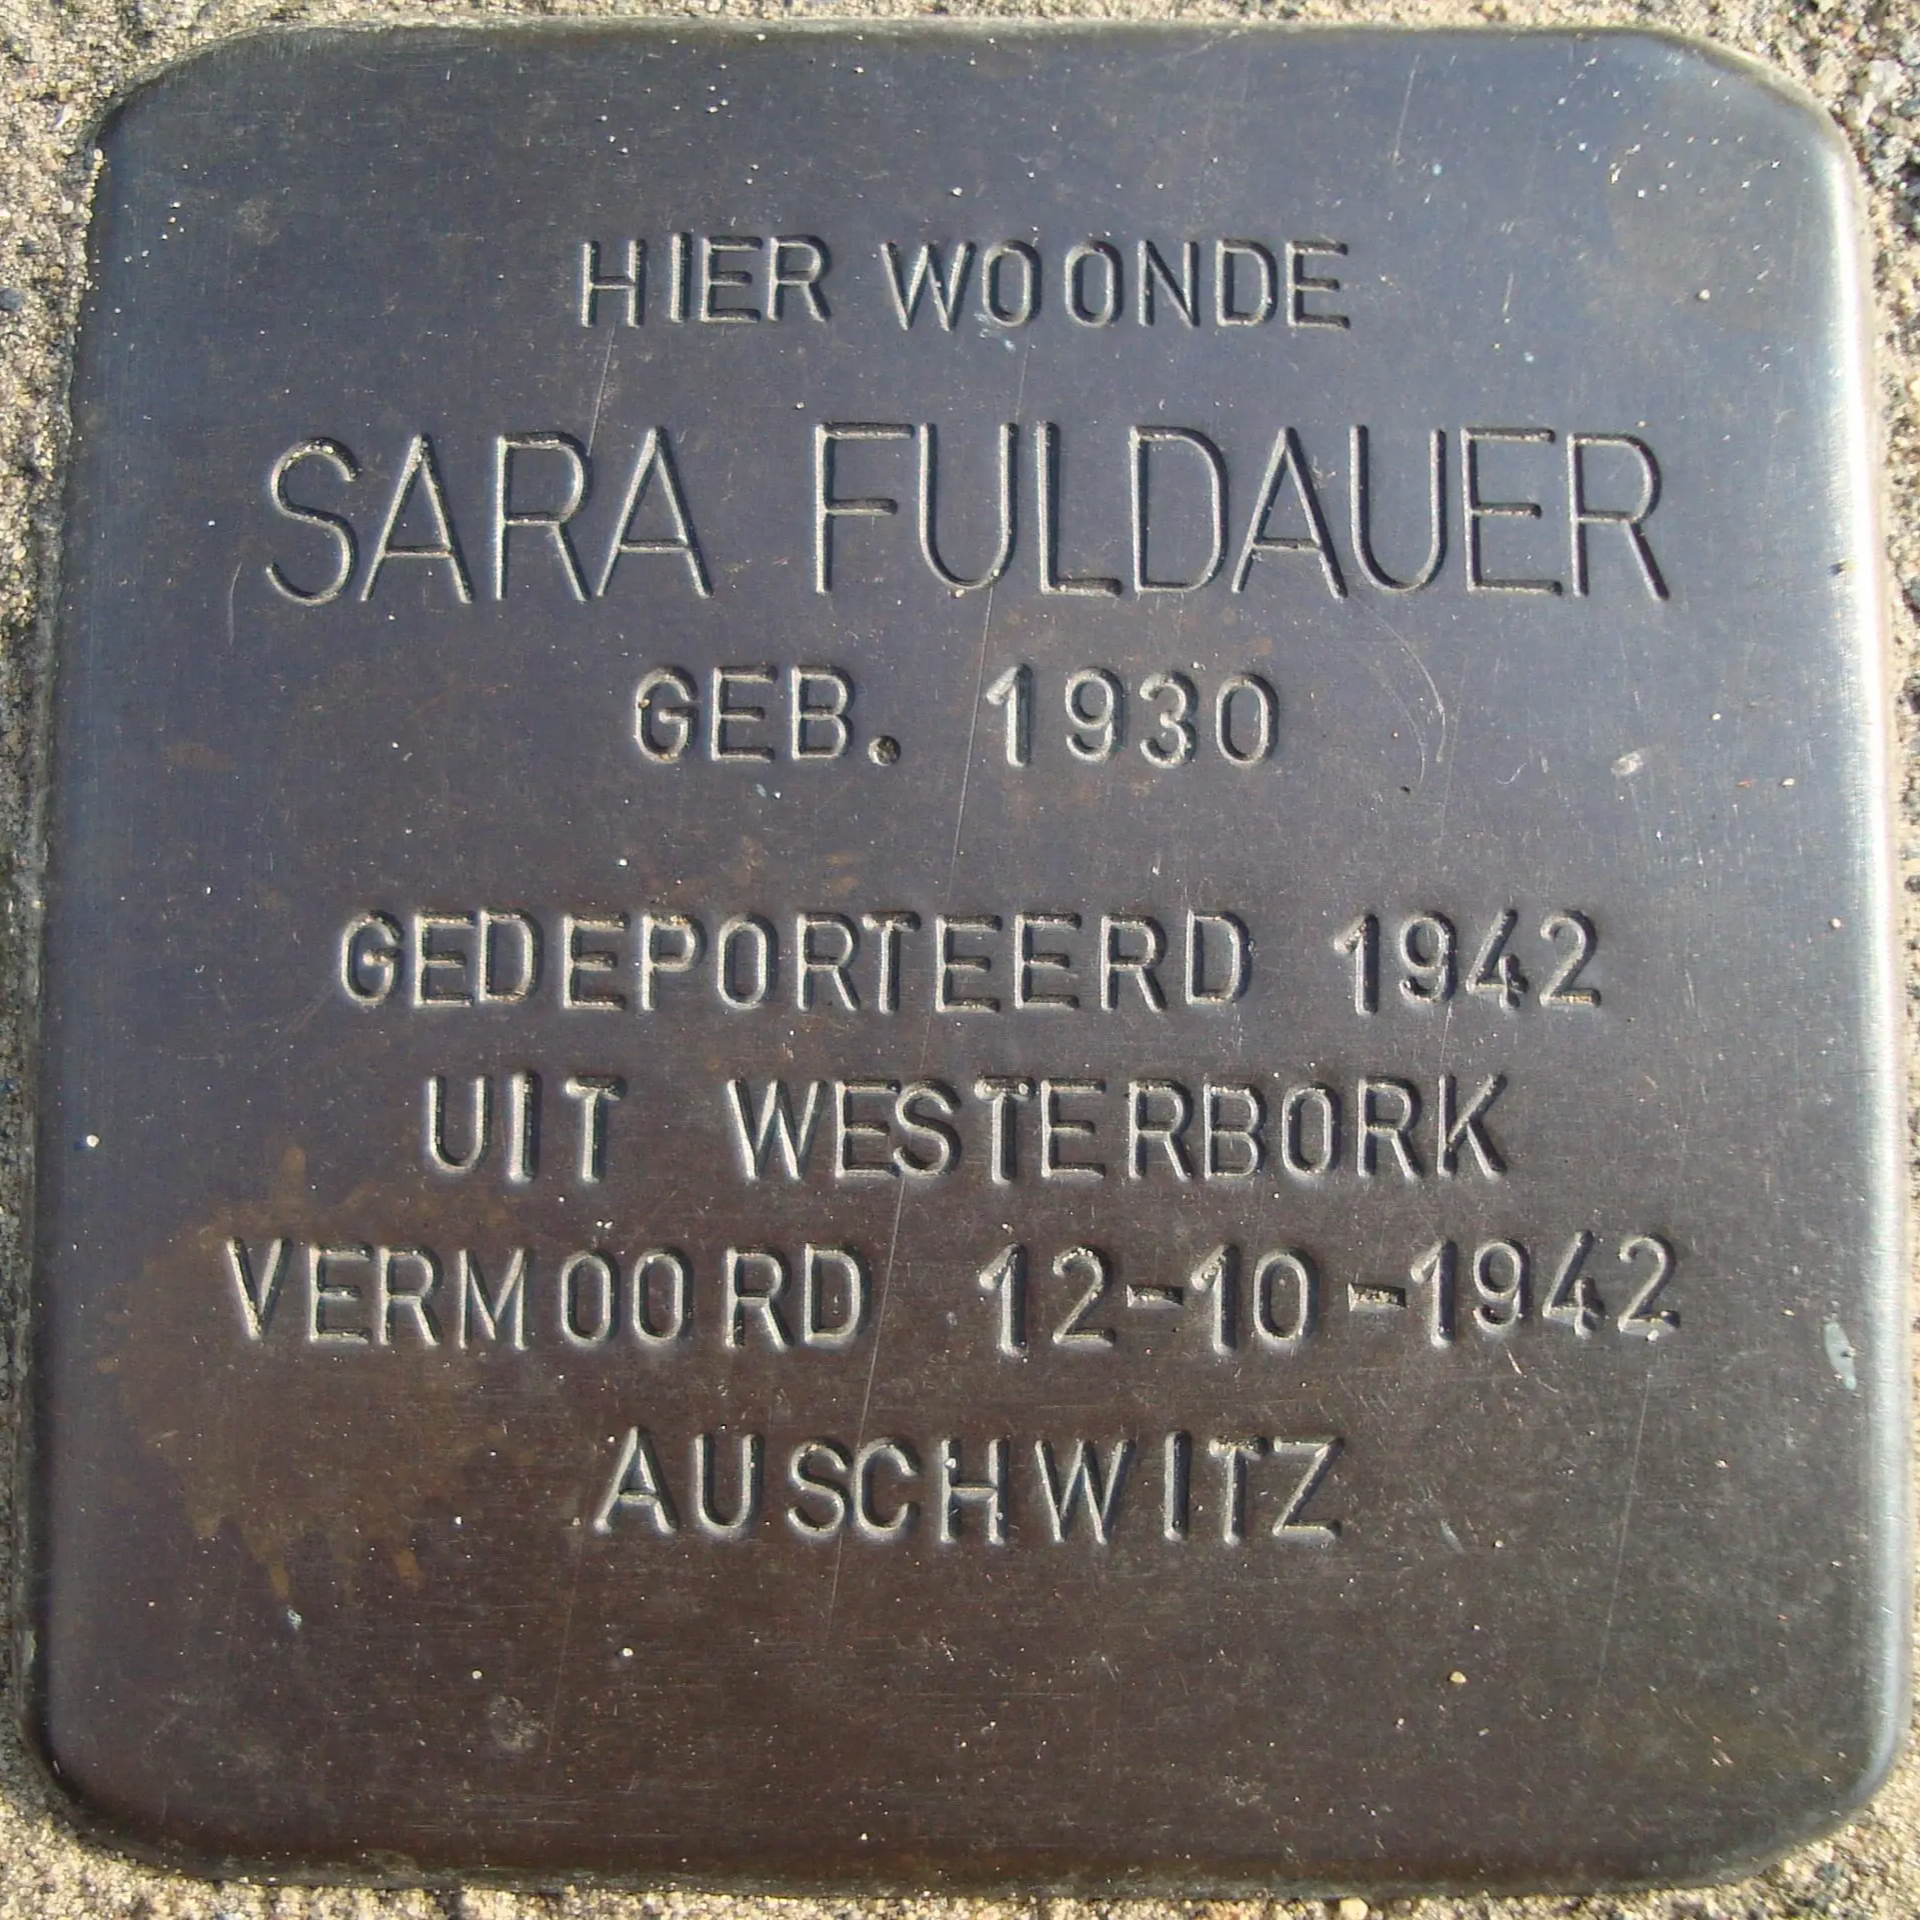 HIER WOONDE
SARA FULDAUER
GEB. 1930
GEDEPORTEERD 1942
UIT WESTERBORK
VERMOORD 12-10-1942
AUSCHWITZ